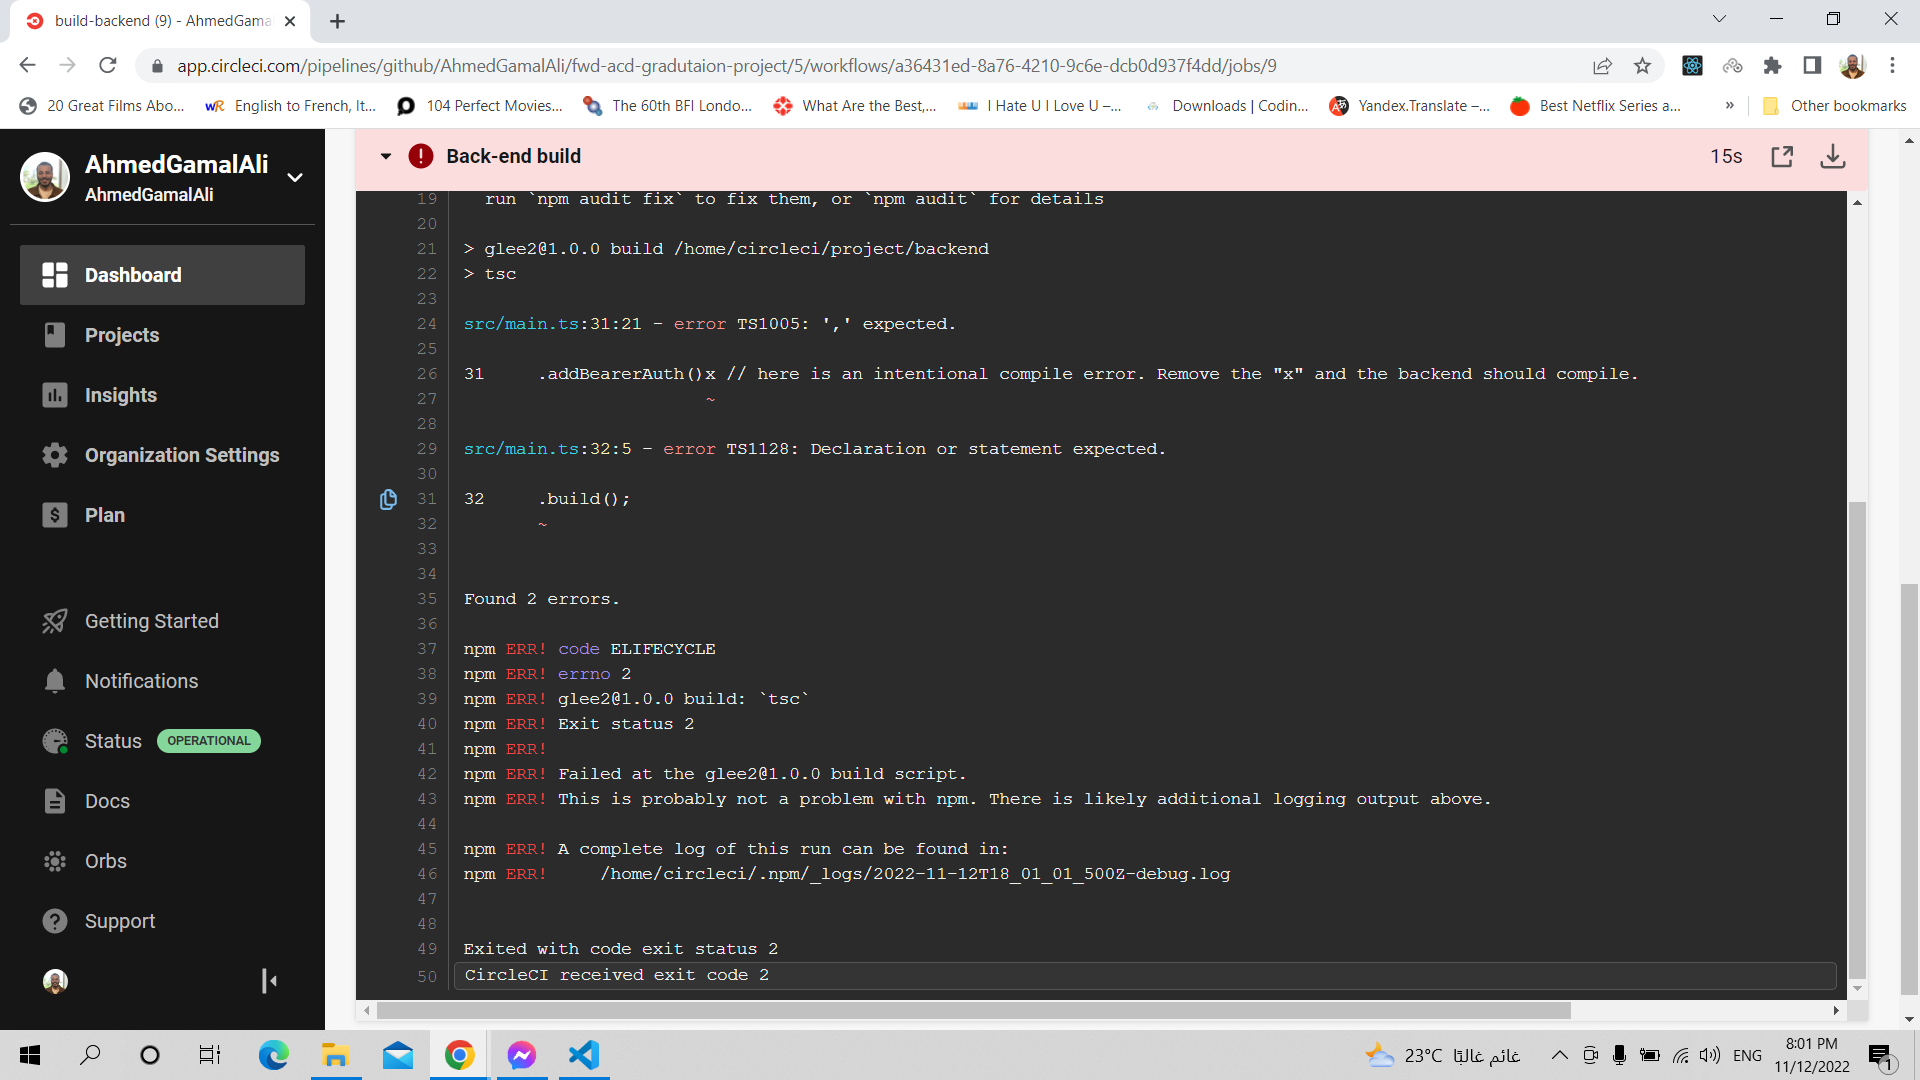 build-backend (9) - AhmedGama
app.circleci.com/pipelines/github/AhmedGamalAli/fwd-acd-gradutaion-project/5/workflows/a36431ed-8a76-4210-9c6e-dcb0d937f4dd/jobs/9
20 Great Films Abo...
wR English to French, It...
104 Perfect Movies...
The 60th BFI Londo...
What Are the Best,...
I Hate U I Love U –...
Downloads | Codin...
Yandex.Translate –...
Best Netflix Series a...
»
Other bookmarks
AhmedGamalAli
AhmedGamalAli
Dashboard
Projects
Insights
Organization Settings
Plan
Getting Started
Notifications
Status OPERATIONAL
Docs
Orbs
Support
Back-end build 15s
19 run `npm audit fix` to fix them, or `npm audit` for details
20
21 > glee2@1.0.0 build /home/circleci/project/backend
22 > tsc
23
24 src/main.ts:31:21 - error TS1005: ',' expected.
25
26 31 .addBearerAuth()x // here is an intentional compile error. Remove the "x" and the backend should compile.
27 ~
28
29 src/main.ts:32:5 - error TS1128: Declaration or statement expected.
30
31 32 .build();
32 ~
33
34
35 Found 2 errors.
36
37 npm ERR! code ELIFECYCLE
38 npm ERR! errno 2
39 npm ERR! glee2@1.0.0 build: `tsc`
40 npm ERR! Exit status 2
41 npm ERR!
42 npm ERR! Failed at the glee2@1.0.0 build script.
43 npm ERR! This is probably not a problem with npm. There is likely additional logging output above.
44
45 npm ERR! A complete log of this run can be found in:
46 npm ERR! /home/circleci/.npm/_logs/2022-11-12T18_01_01_500Z-debug.log
47
48
49 Exited with code exit status 2
50 CircleCI received exit code 2
23°C غائم غالبًا
ENG
8:01 PM
11/12/2022
1